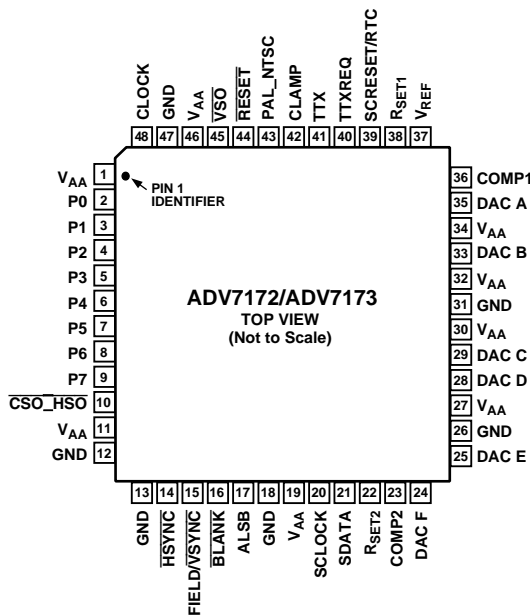 CLOCK
GND
VAA
VSO
RESET
PAL_NTSC
CLAMP
TTX
TTXREQ
SCRESET/RTC
RSET1
VREF
48 47 46 45 44 43 42 41 40 39 38 37
VAA 1
P0 2
P1 3
P2 4
P3 5
P4 6
P5 7
P6 8
P7 9
CSO_HSO 10
VAA 11
GND 12
PIN 1
IDENTIFIER
ADV7172/ADV7173
TOP VIEW
(Not to Scale)
36 COMP1
35 DAC A
34 VAA
33 DAC B
32 VAA
31 GND
30 VAA
29 DAC C
28 DAC D
27 VAA
26 GND
25 DAC E
13 14 15 16 17 18 19 20 21 22 23 24
GND
HSYNC
FIELD/VSYNC
BLANK
ALSB
GND
VAA
SCLOCK
SDATA
RSET2
COMP2
DAC F